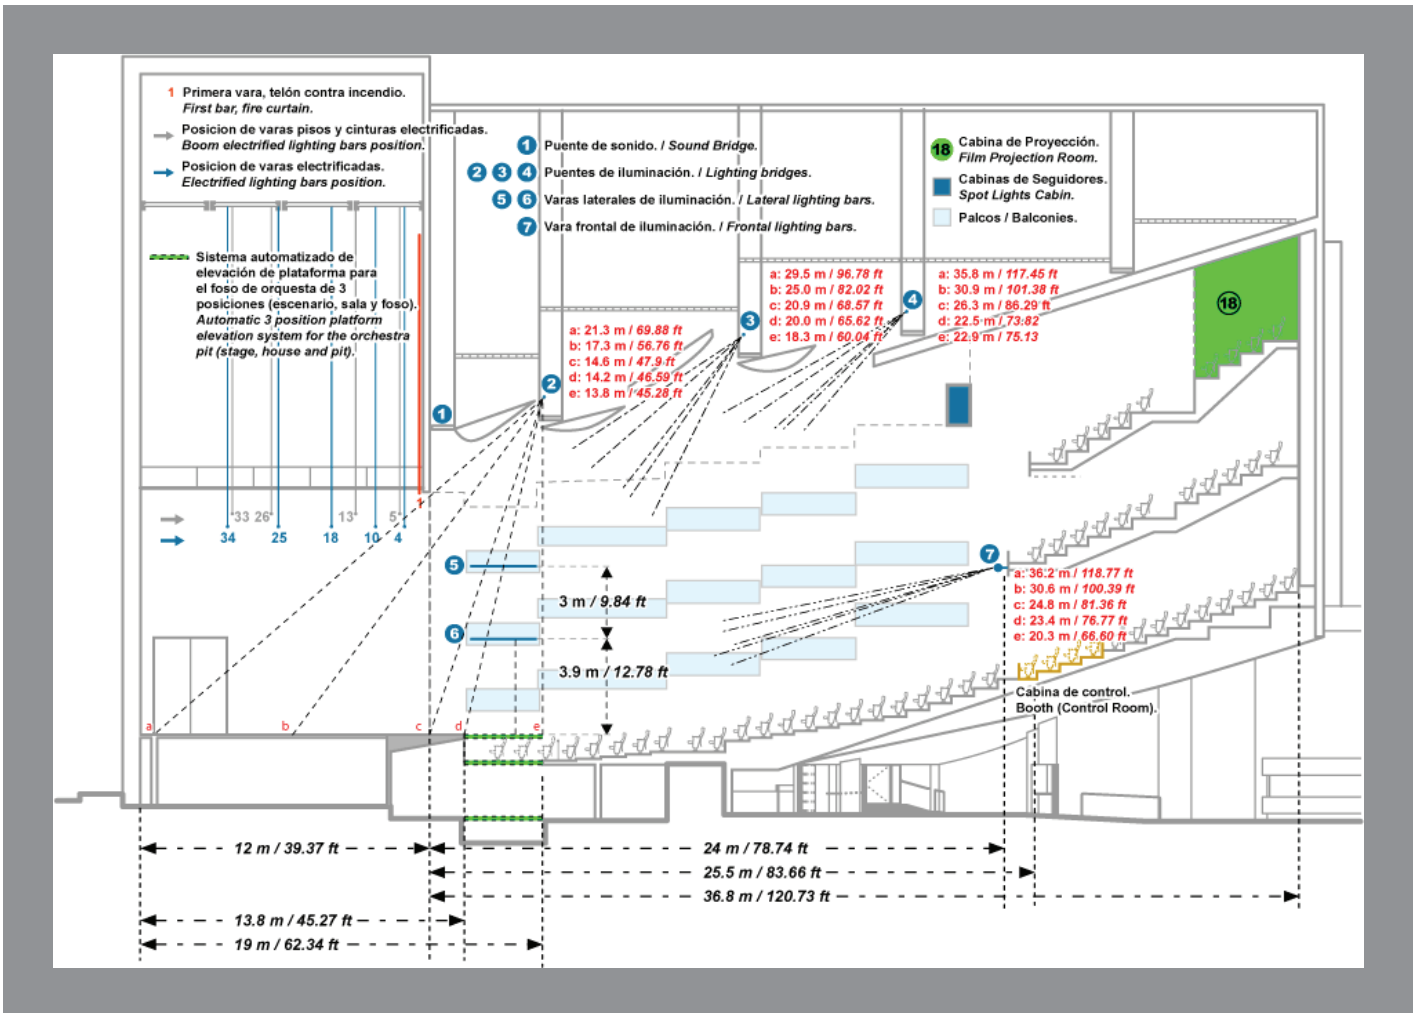 1 Primera vara, telón contra incendio.
First bar, fire curtain.
Posicion de varas pisos y cinturas electrificadas.
Boom electrified lighting bars position.
Posicion de varas electrificadas.
Electrified lighting bars position.
Sistema automatizado de
elevación de plataforma para
el foso de orquesta de 3
posiciones (escenario, sala y foso).
Automatic 3 position platform
elevation system for the orchestra
pit (stage, house and pit).
1 Puente de sonido. / Sound Bridge.
2 3 4 Puentes de iluminación. / Lighting bridges.
5 6 Varas laterales de iluminación. / Lateral lighting bars.
7 Vara frontal de iluminación. / Frontal lighting bars.
18 Cabina de Proyección.
Film Projection Room.
Cabinas de Seguidores.
Spot Lights Cabin.
Palcos / Balconies.
a: 21.3 m / 69.88 ft
b: 17.3 m / 56.76 ft
c: 14.6 m / 47.9 ft
d: 14.2 m / 46.59 ft
e: 13.8 m / 45.28 ft
a: 29.5 m / 96.78 ft
b: 25.0 m / 82.02 ft
c: 20.9 m / 68.57 ft
d: 20.0 m / 65.62 ft
e: 18.3 m / 60.04 ft
a: 35.8 m / 117.45 ft
b: 30.9 m / 101.38 ft
c: 26.3 m / 86.29 ft
d: 22.5 m / 73.82
e: 22.9 m / 75.13
18
4
3
2
1
1
33 26 13 5
34 25 18 10 4
5
6
7
3 m / 9.84 ft
3.9 m / 12.78 ft
a: 36.2 m / 118.77 ft
b: 30.6 m / 100.39 ft
c: 24.8 m / 81.36 ft
d: 23.4 m / 76.77 ft
e: 20.3 m / 66.60 ft
Cabina de control.
Booth (Control Room).
a b c d e
12 m / 39.37 ft
24 m / 78.74 ft
25.5 m / 83.66 ft
36.8 m / 120.73 ft
13.8 m / 45.27 ft
19 m / 62.34 ft